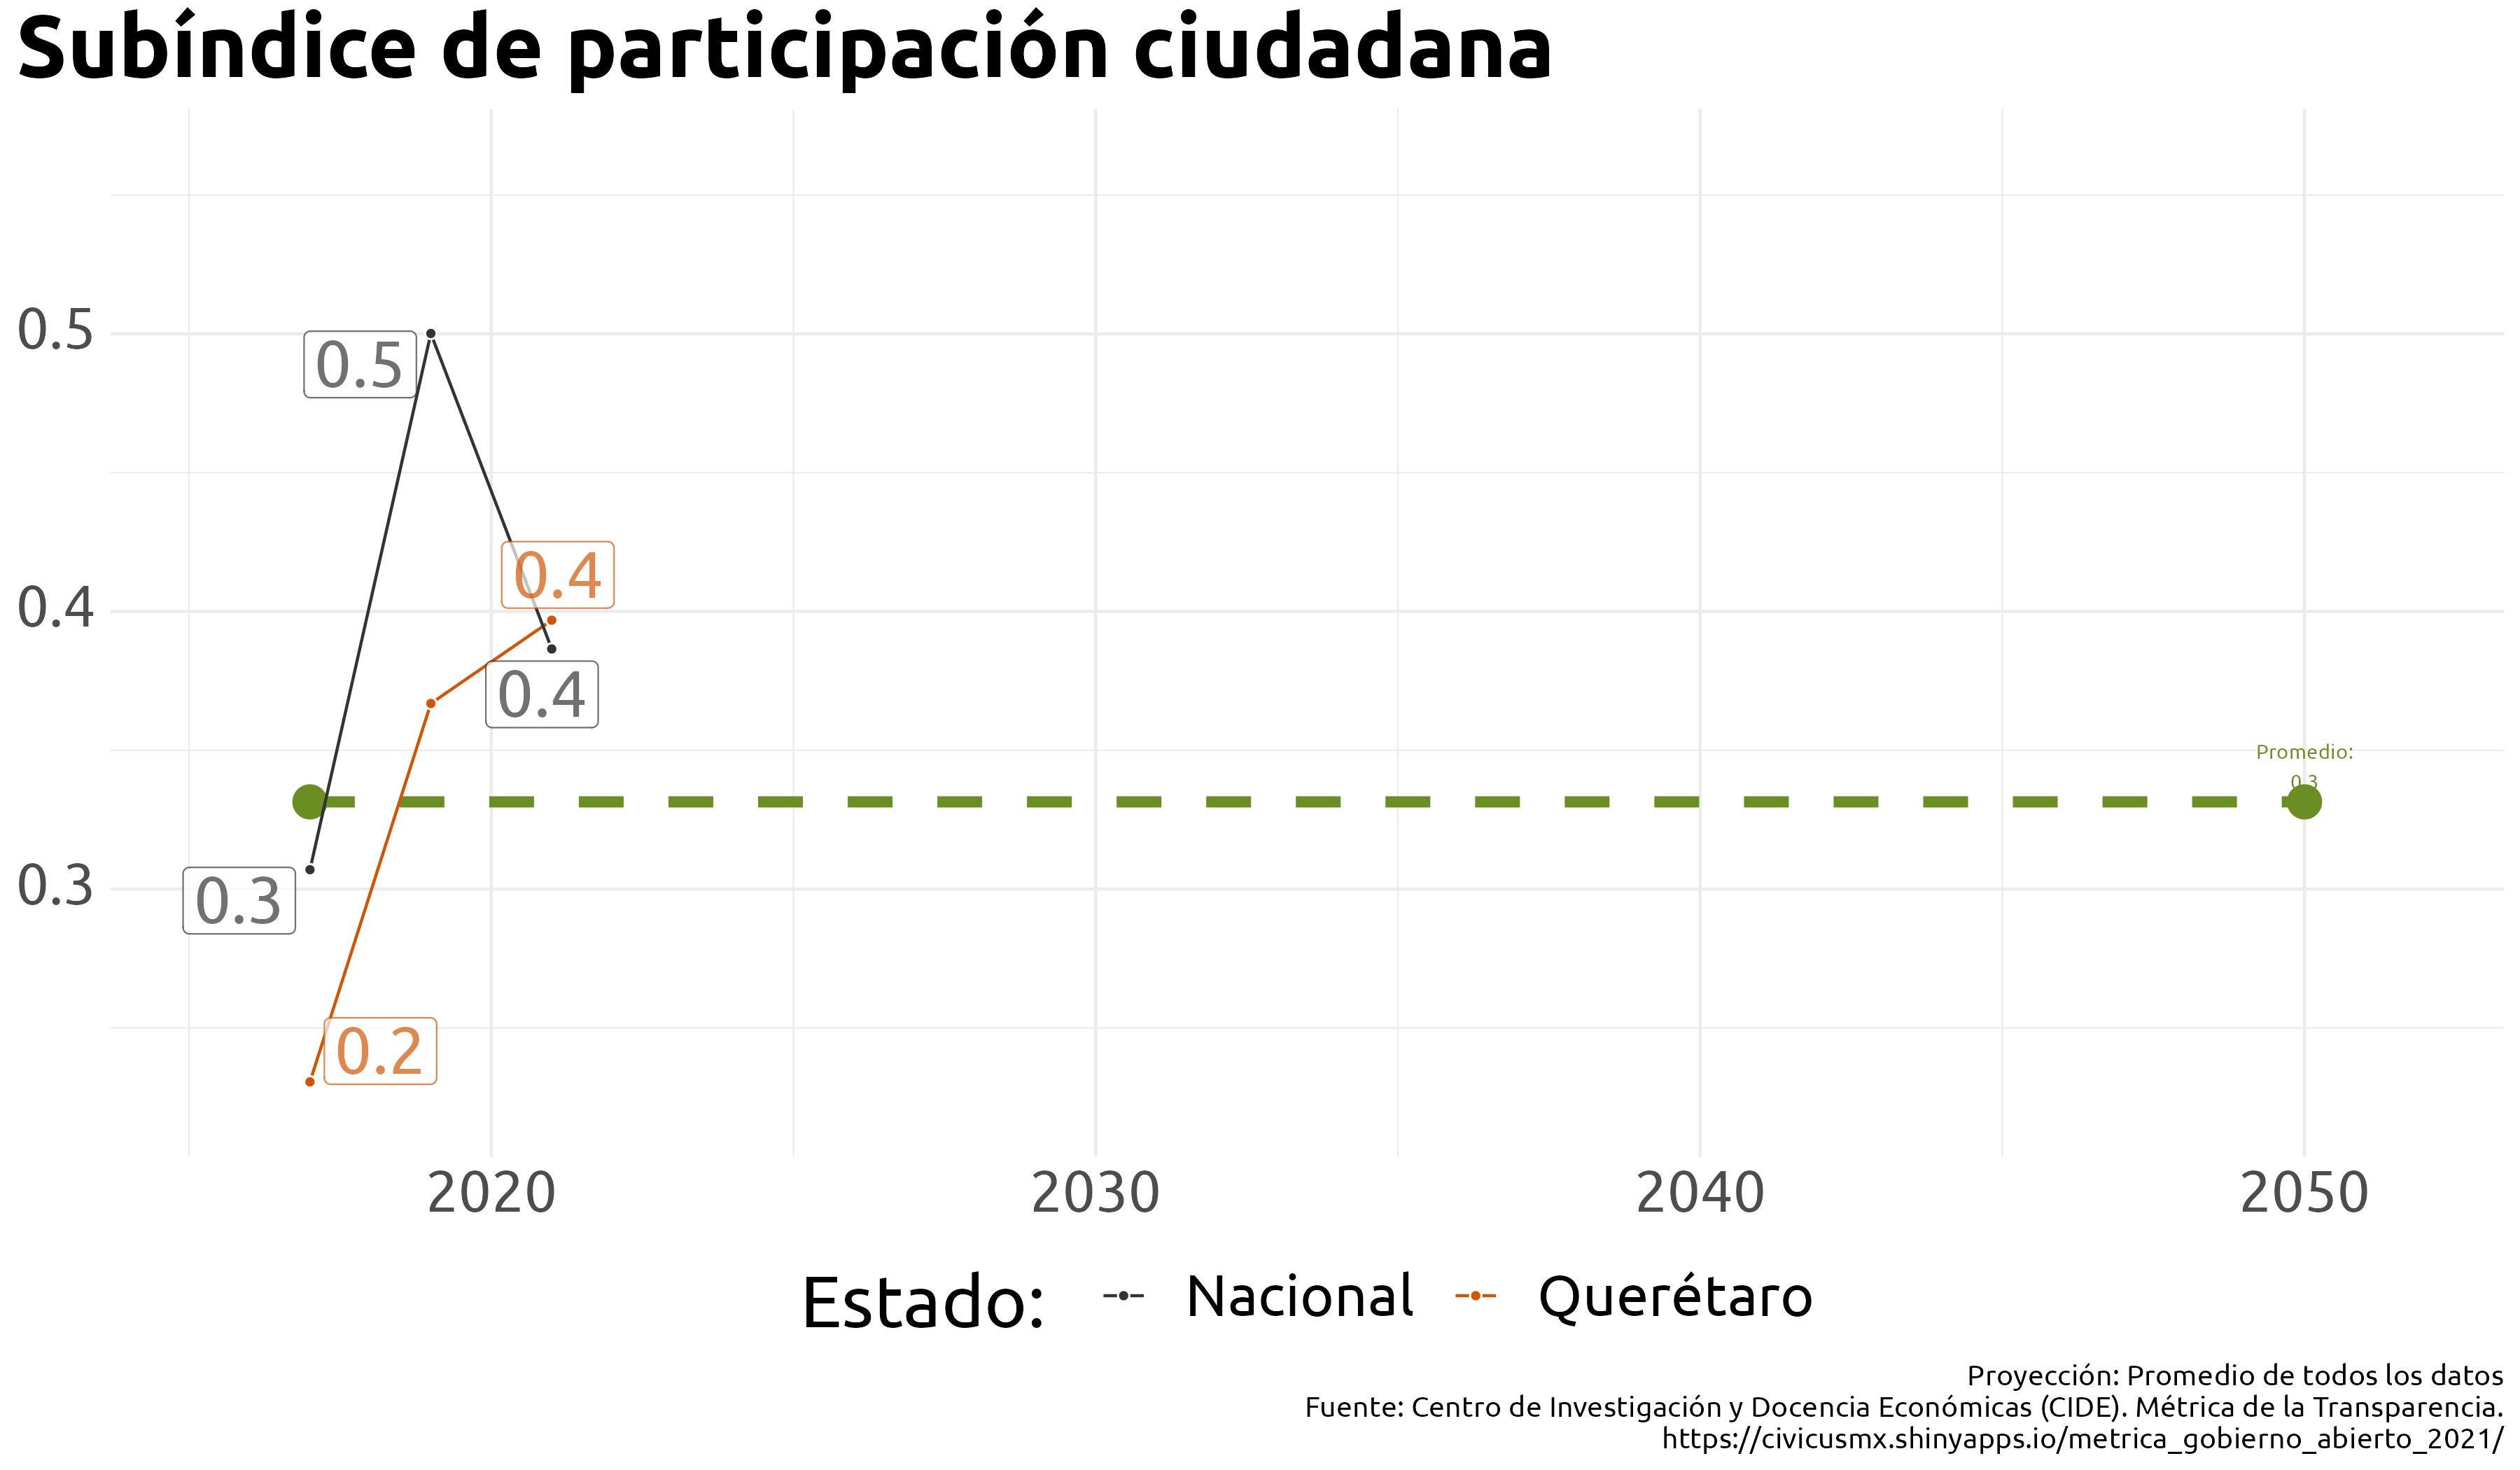 Subíndice de participación ciudadana
0.5
0.5
0.4
0.4
0.4
Promedio:
0.3
0.3
0.3
0.2
2020 2030 2040 2050
Estado: Nacional Querétaro
Proyección: Promedio de todos los datos
Fuente: Centro de Investigación y Docencia Económicas (CIDE). Métrica de la Transparencia.
https://civicusmx.shinyapps.io/metrica_gobierno_abierto_2021/